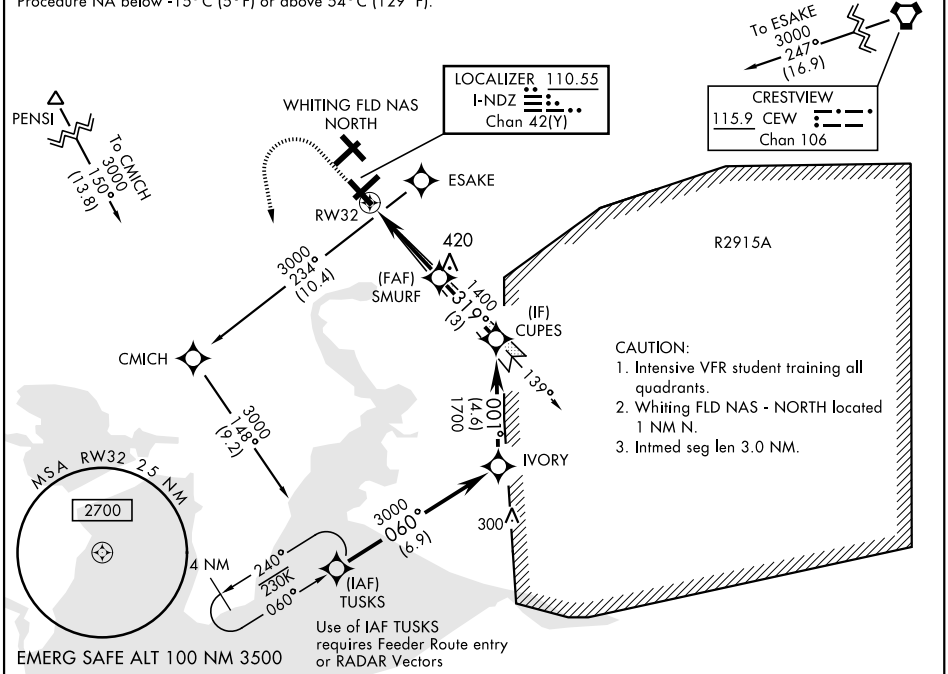 Procedure NA below -15°C (5°F) or above 54°C (129°F).
To ESAKE
3000
247°
(16.9)
LOCALIZER 110.55
I-NDZ
Chan 42(Y)
CRESTVIEW
115.9 CEW
Chan 106
PENSI
To CMICH
3000
150°
(13.8)
WHITING FLD NAS
NORTH
ESAKE
RW32
R2915A
3000
234°
(10.4)
420
(FAF)
SMURF
1400
319°
(3)
(IF)
CUPES
139°
CMICH
CAUTION:
1. Intensive VFR student training all
quadrants.
2. Whiting FLD NAS - NORTH located
1 NM N.
3. Intmed seg len 3.0 NM.
3000
148°
(9.2)
001°
(4.6)
1700
IVORY
MSA RW32 25 NM
2700
3000
060°
(6.9)
300
4 NM
240°
230K
060°
(IAF)
TUSKS
Use of IAF TUSKS
requires Feeder Route entry
or RADAR Vectors
EMERG SAFE ALT 100 NM 3500